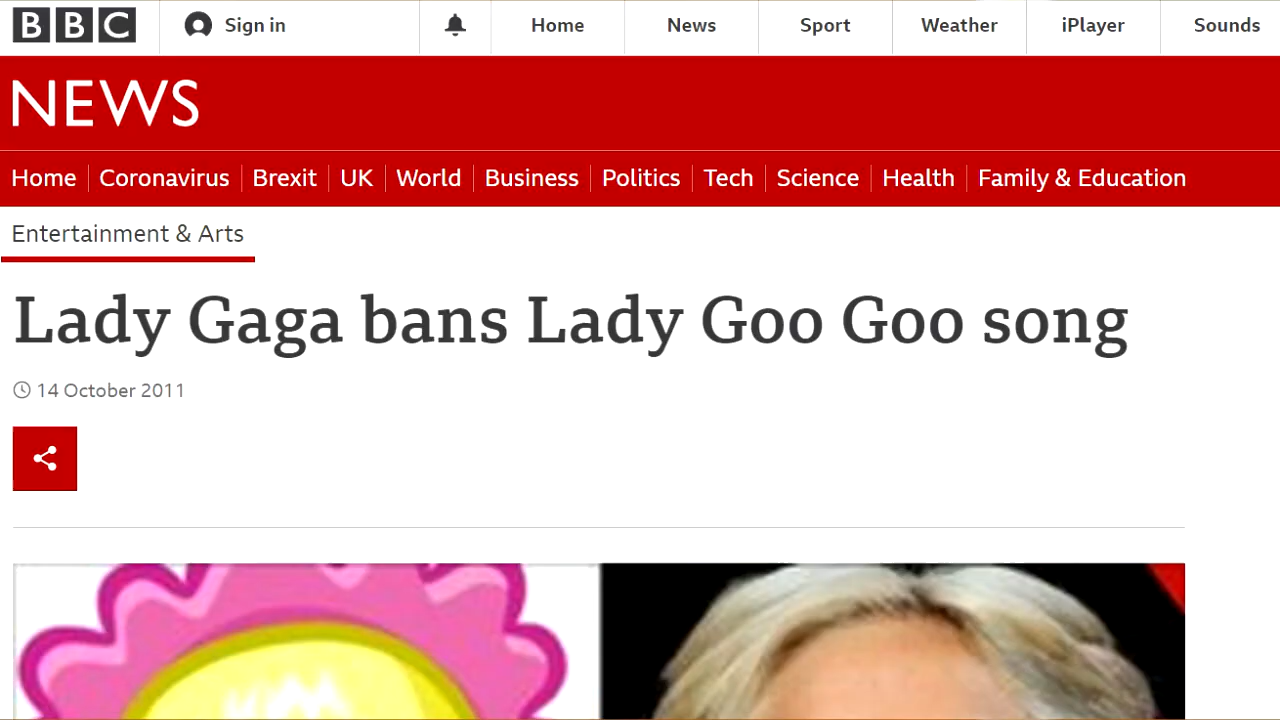 BBC Sign in Home News Sport Weather iPlayer Sounds
NEWS
Home Coronavirus Brexit UK World Business Politics Tech Science Health Family & Education
Entertainment & Arts
Lady Gaga bans Lady Goo Goo song
14 October 2011